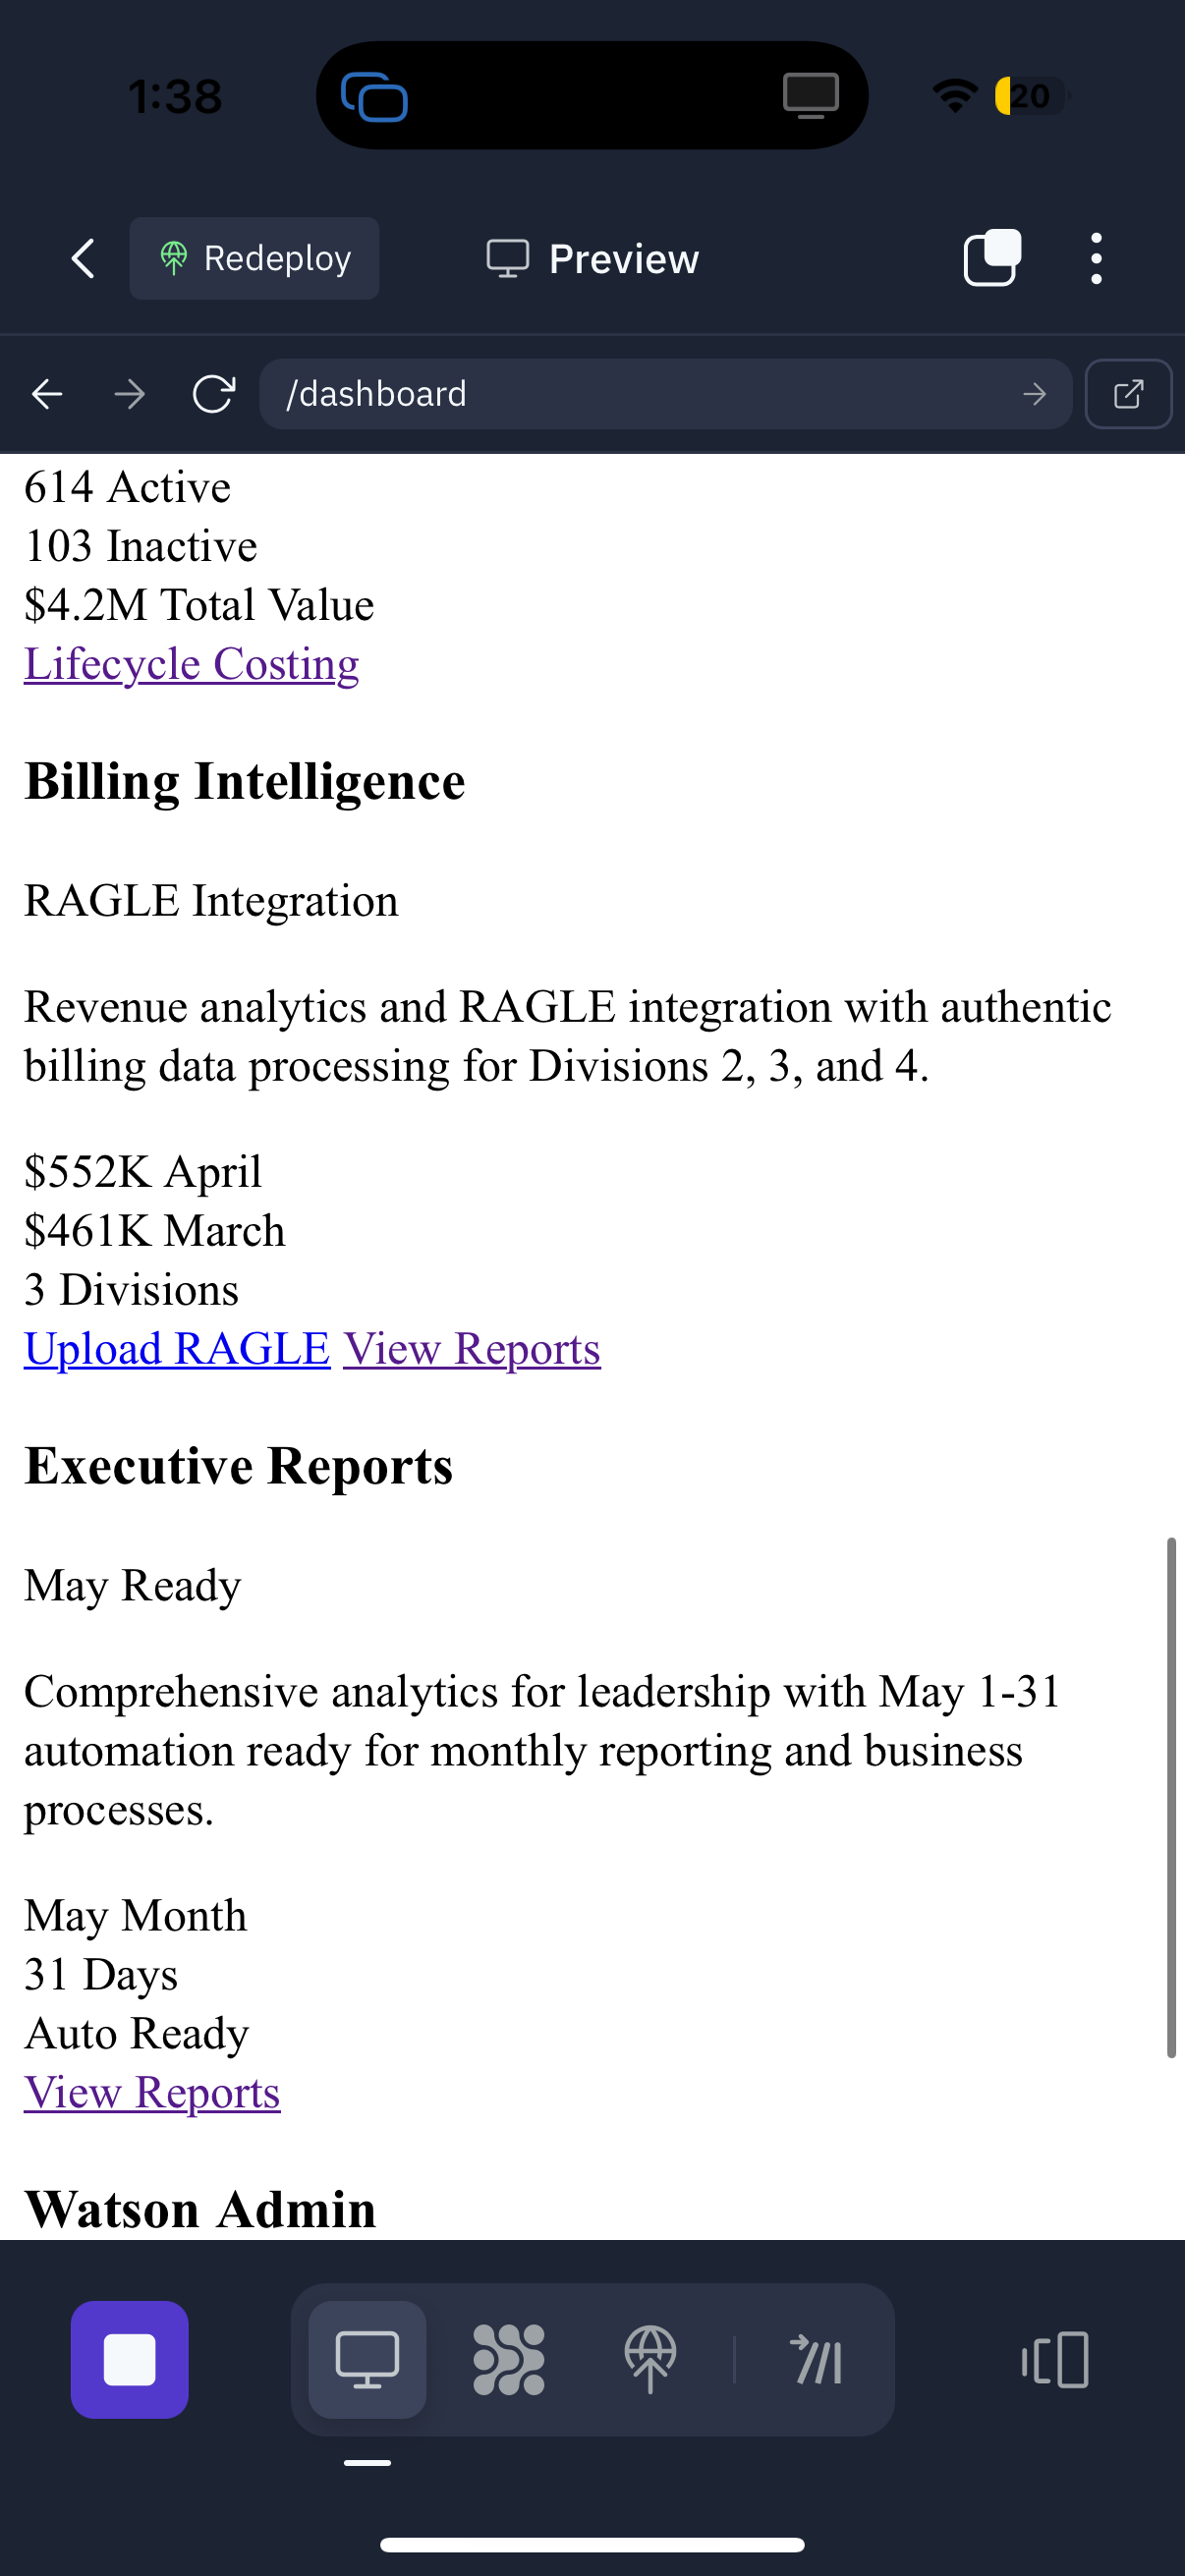 1:38
20
Redeploy
Preview
/dashboard
614 Active
103 Inactive
$4.2M Total Value
Lifecycle Costing
Billing Intelligence
RAGLE Integration
Revenue analytics and RAGLE integration with authentic
billing data processing for Divisions 2, 3, and 4.
$552K April
$461K March
3 Divisions
Upload RAGLE View Reports
Executive Reports
May Ready
Comprehensive analytics for leadership with May 1-31
automation ready for monthly reporting and business
processes.
May Month
31 Days
Auto Ready
View Reports
Watson Admin